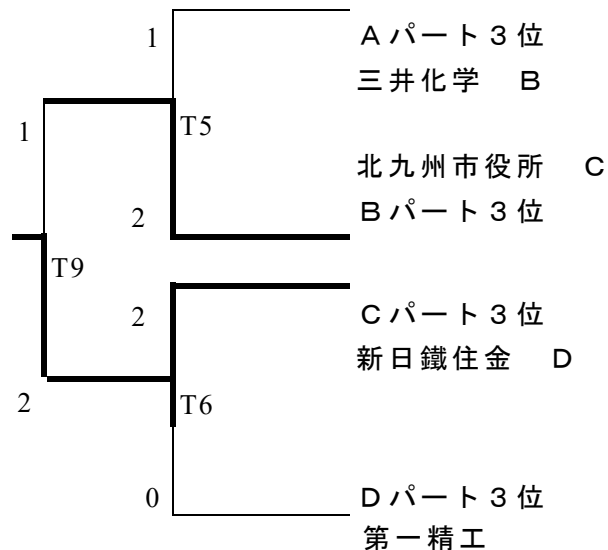 1
Aパート3位
三井化学　B
T5
1
北九州市役所　C
2
Bパート3位
T9
2
Cパート3位
新日鐵住金　D
2
T6
0
Dパート3位
第一精工